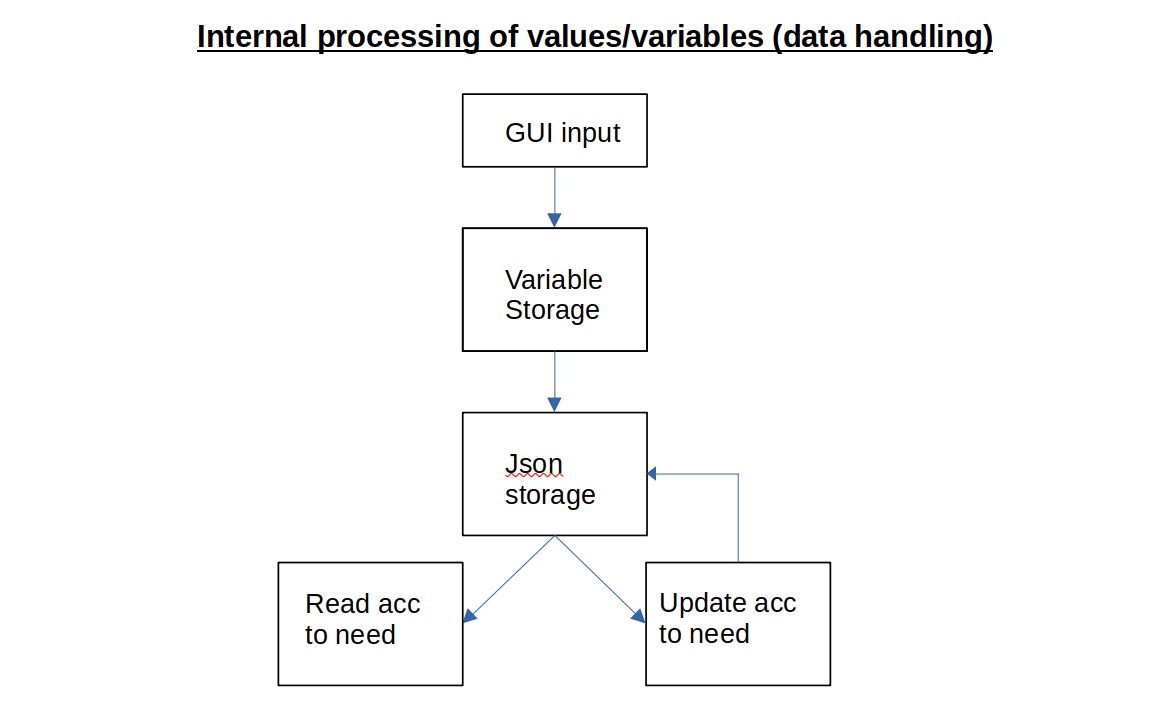 Internal processing of values/variables (data handling)
GUI input
Variable
Storage
Json
storage
Read acc
to need
Update acc
to need